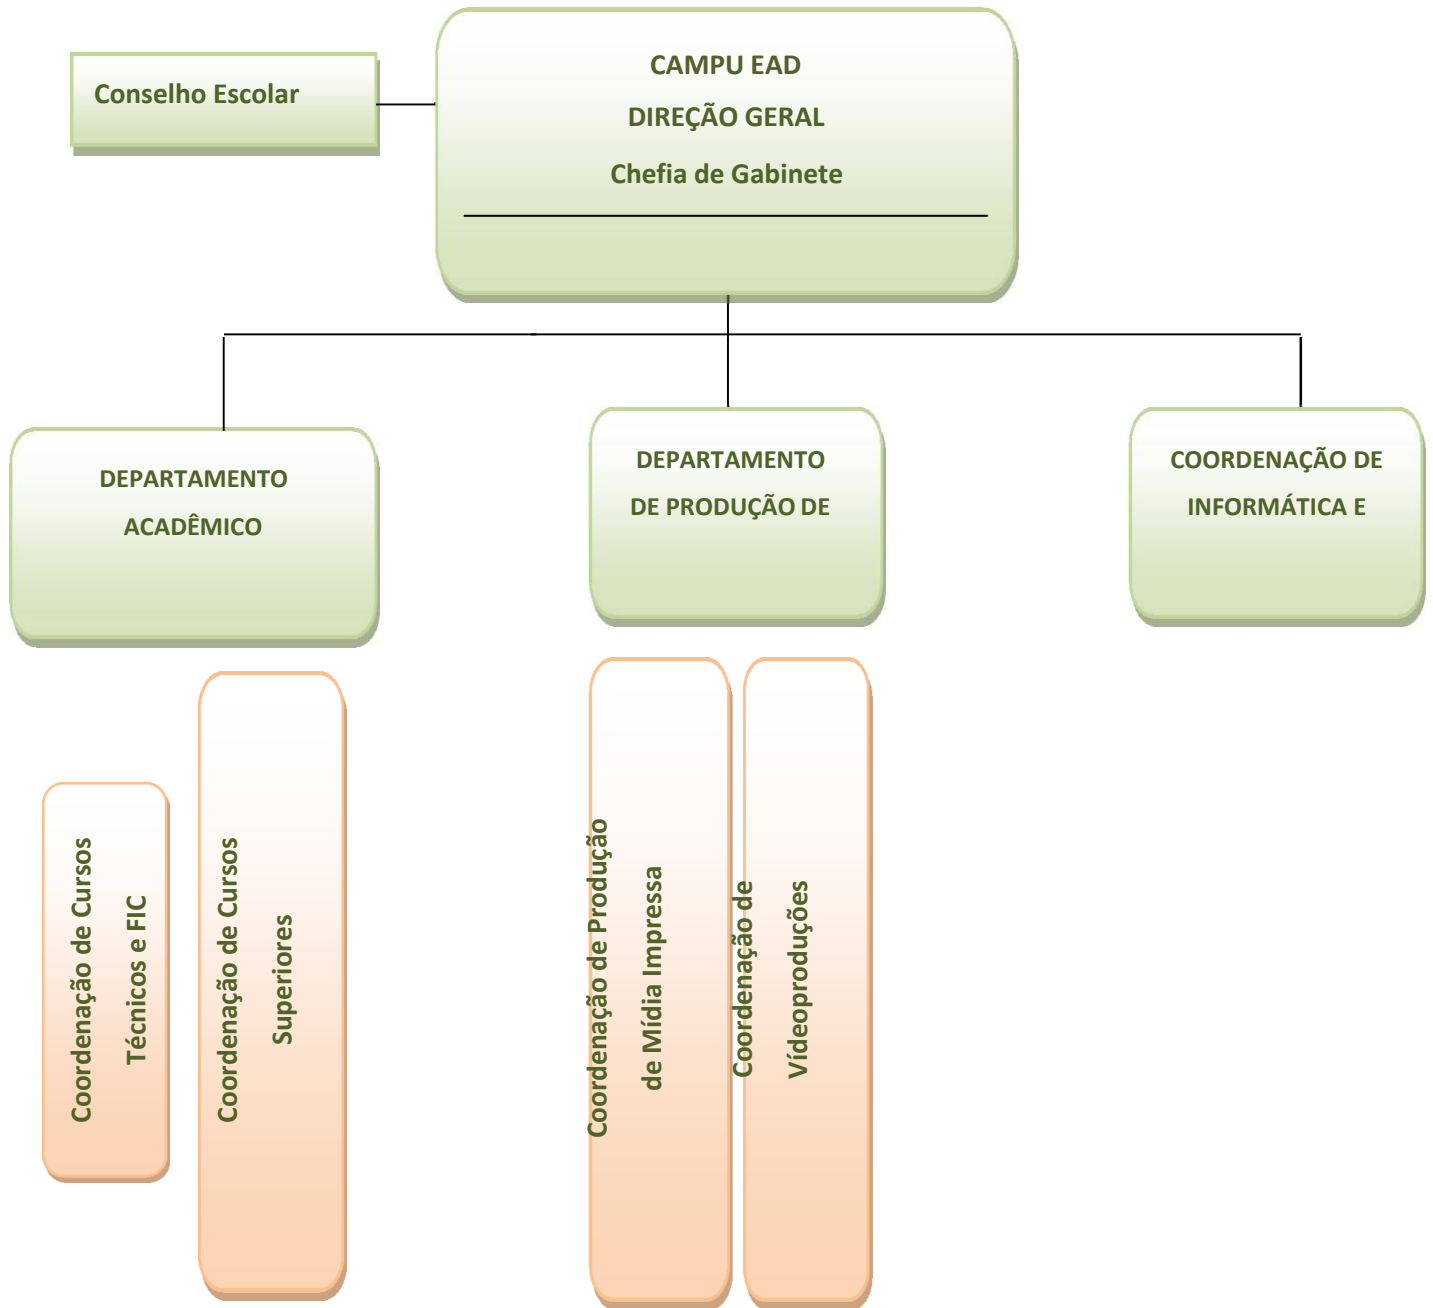 Conselho Escolar
CAMPU EAD
DIREÇÃO GERAL
Chefia de Gabinete
DEPARTAMENTO
ACADÊMICO
DEPARTAMENTO
DE PRODUÇÃO DE
COORDENAÇÃO DE
INFORMÁTICA E
Coordenação de Cursos
Técnicos e FIC
Coordenação de Cursos
Superiores
Coordenação de Produção
de Mídia Impressa
Coordenação de
Vídeoproduções